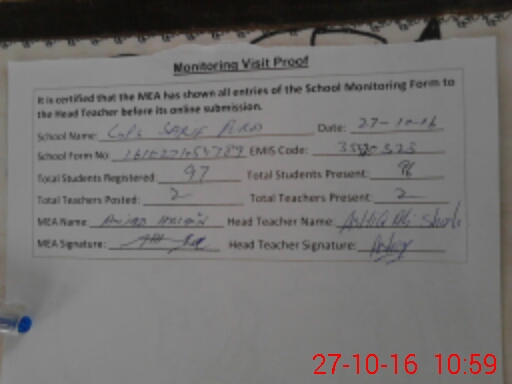 Monitoring Visit Proof
It is certified that the MEA has shown all entries of the School Monitoring Form to
the Head Teacher before its online submission.
School Name: Date: 27-10-16
School Form No: EMIS Code:
Total Students Registered: 97 Total Students Present:
Total Teachers Posted: 2 Total Teachers Present: 2
MEA Name: Head Teacher Name:
MEA Signature: Head Teacher Signature:
27-10-16 10:59